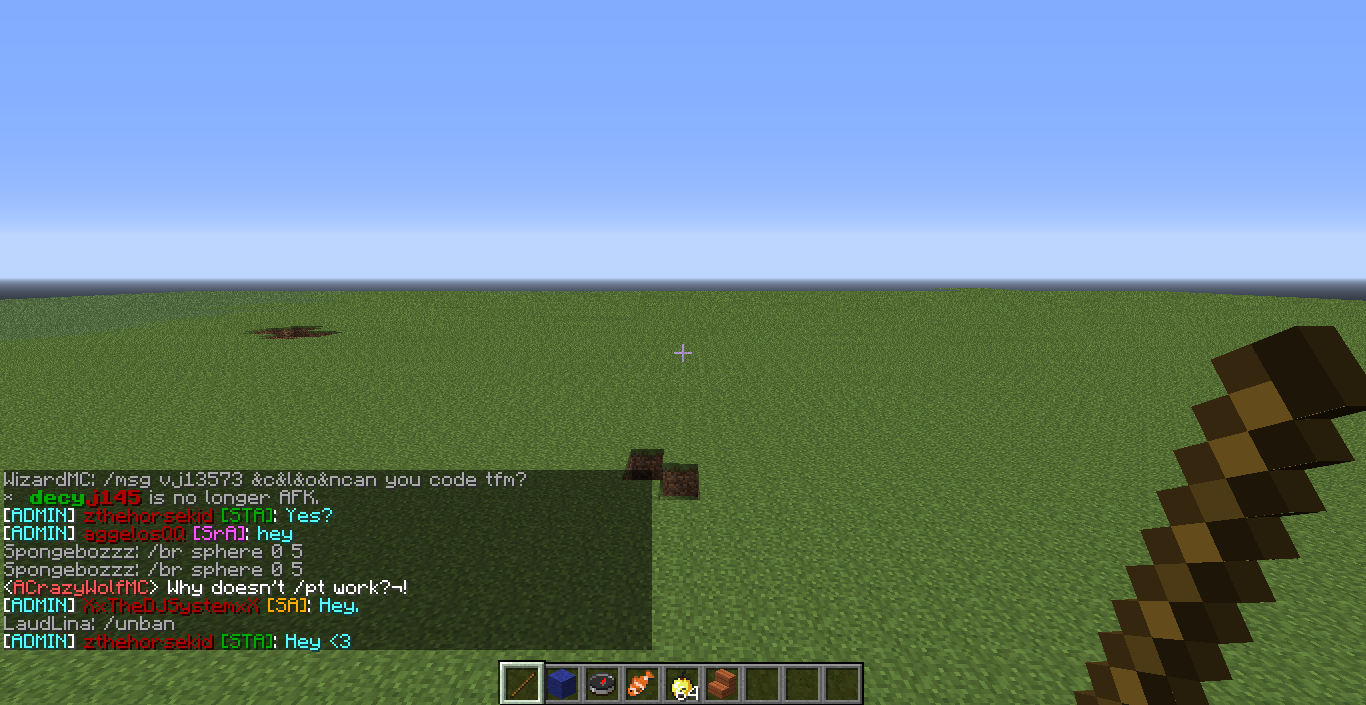 WizardMC: /msg vj13573 &c&l&o&ncan you code tfm?
× decyj145 is no longer AFK.
[ADMIN] zthehorsekid [STA]: Yes?
[ADMIN] aggelosQQ [SrA]: hey
Spongebozzz: /br sphere 0 5
Spongebozzz: /br sphere 0 5
<ACrazyWolfMC> Why doesn't /pt work?¬!
[ADMIN] XxTheDJSystemxX [SA]: Hey.
LaudLina: /unban
[ADMIN] zthehorsekid [STA]: Hey <3
64